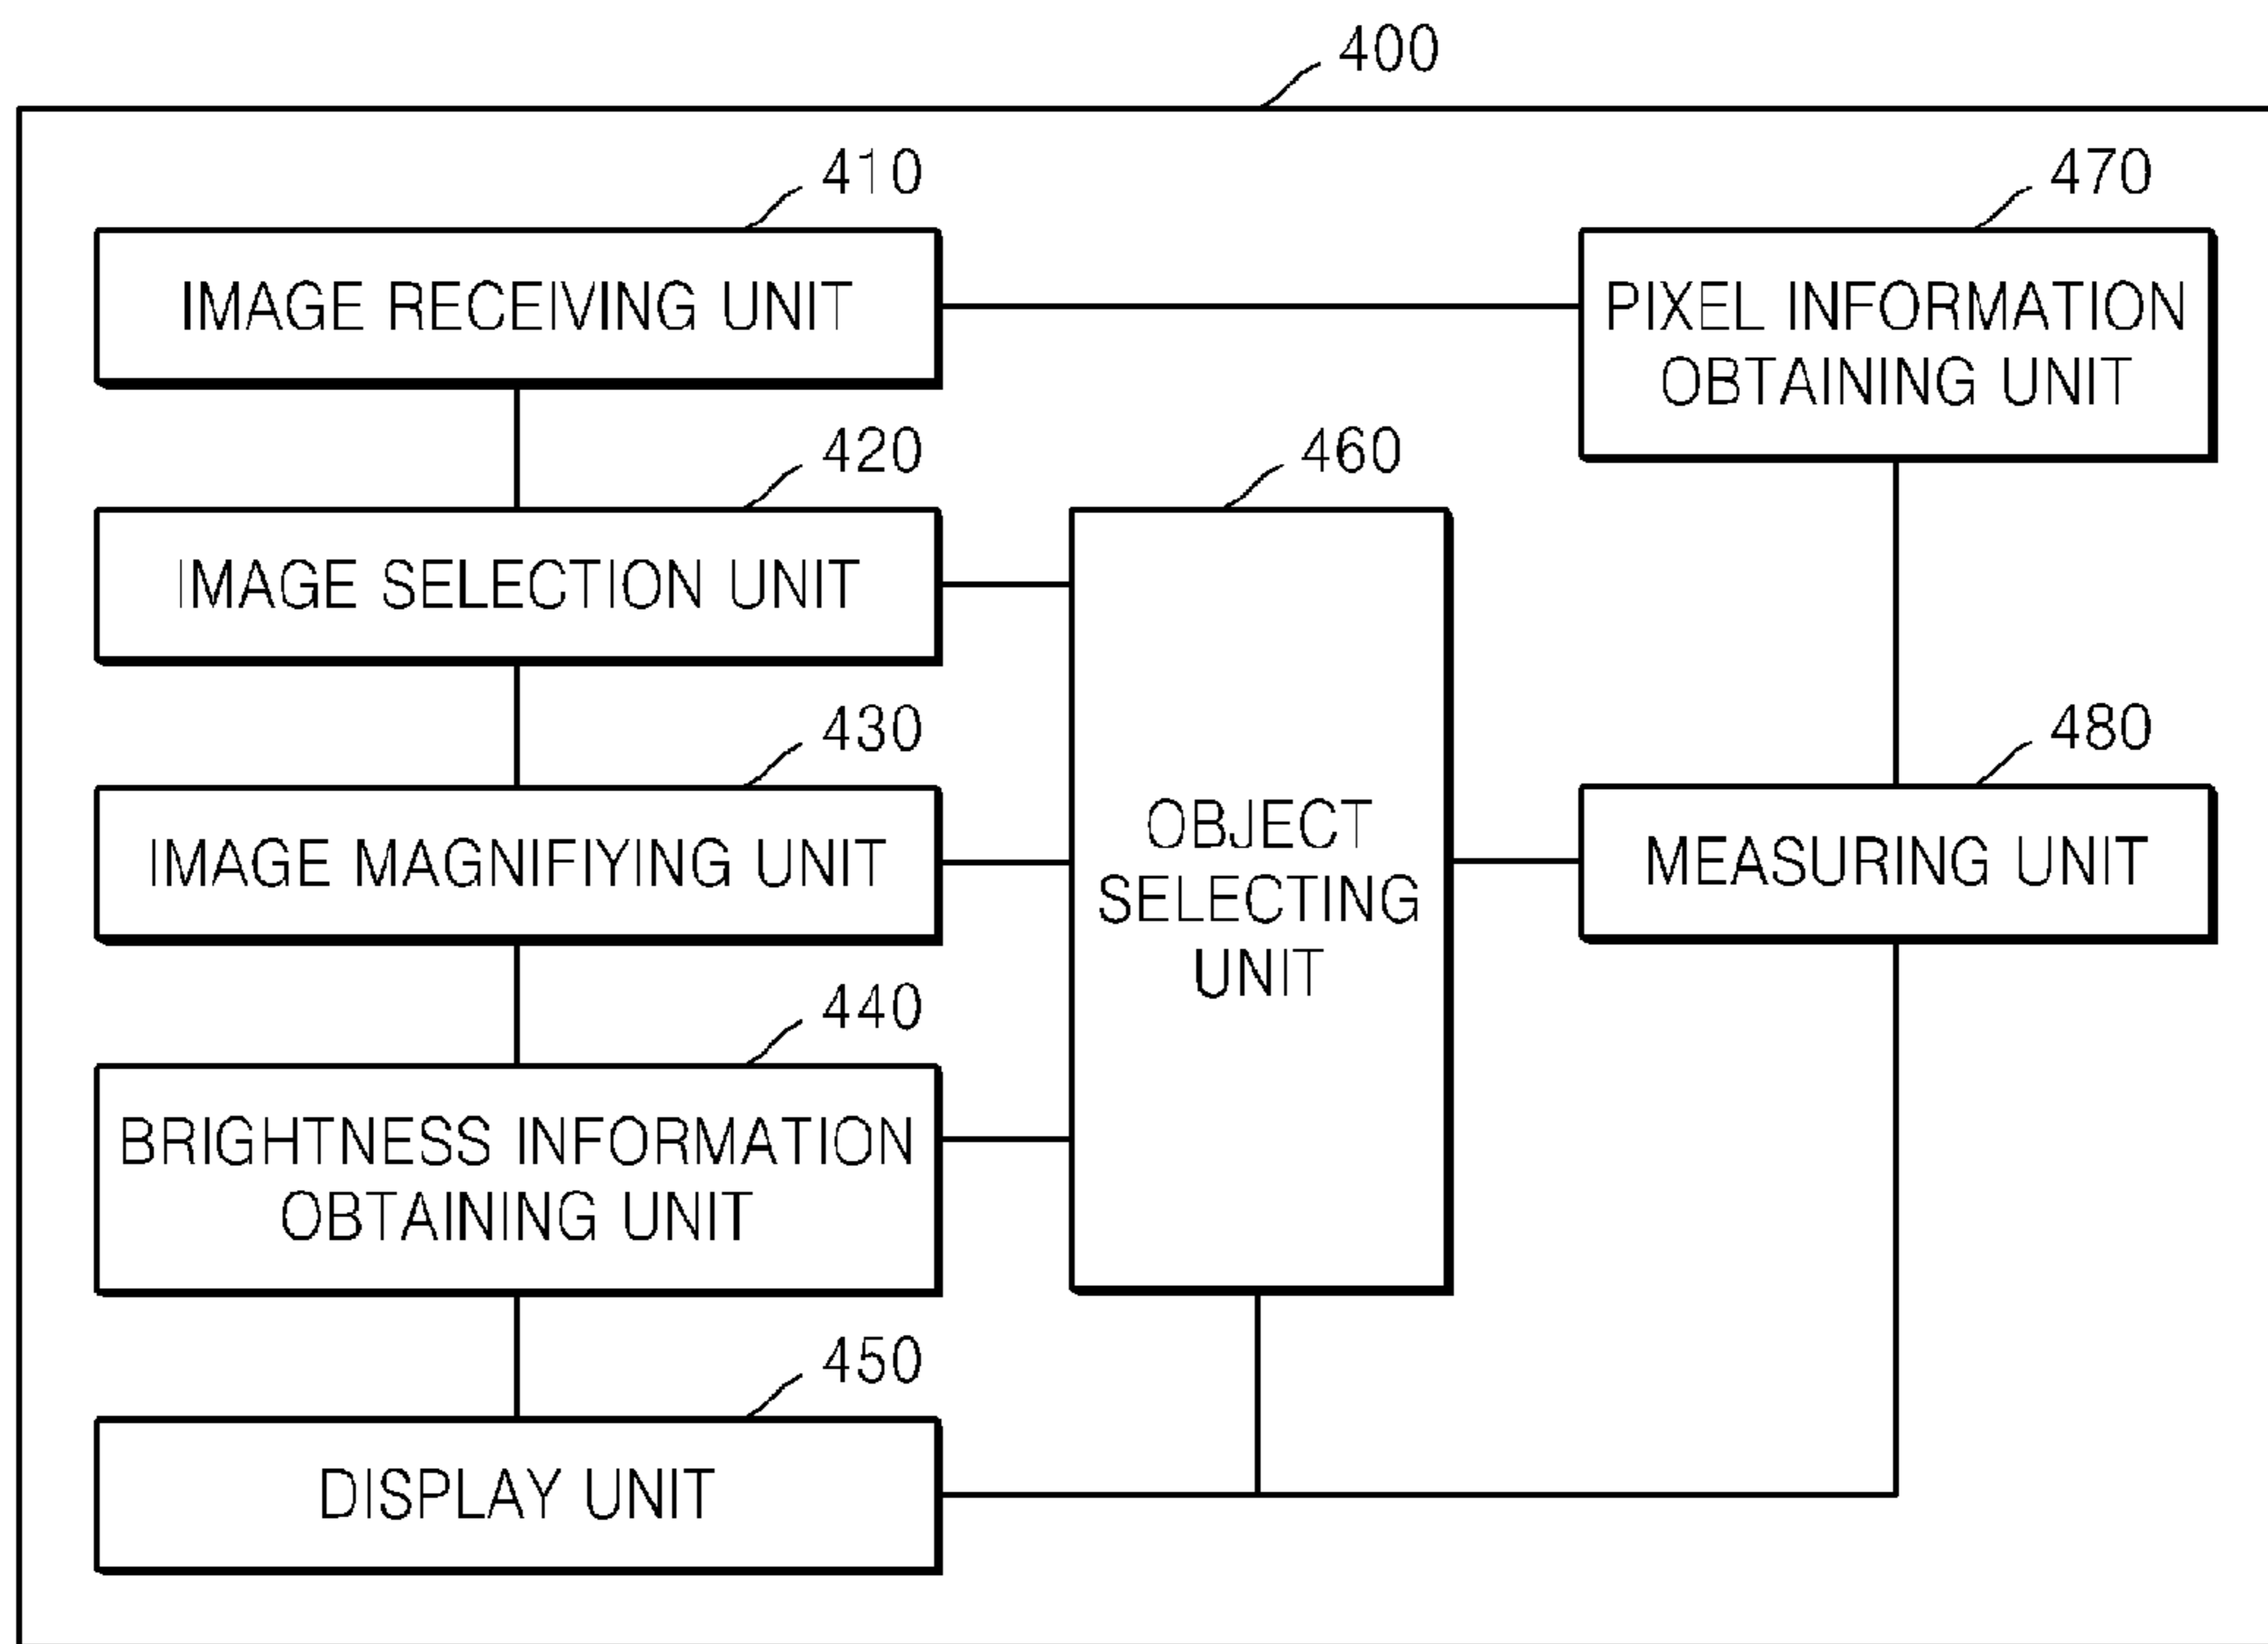 400
410
IMAGE RECEIVING UNIT
470
PIXEL INFORMATION
OBTAINING UNIT
420
IMAGE SELECTION UNIT
460
OBJECT
SELECTING
UNIT
430
IMAGE MAGNIFIYING UNIT
480
MEASURING UNIT
440
BRIGHTNESS INFORMATION
OBTAINING UNIT
450
DISPLAY UNIT